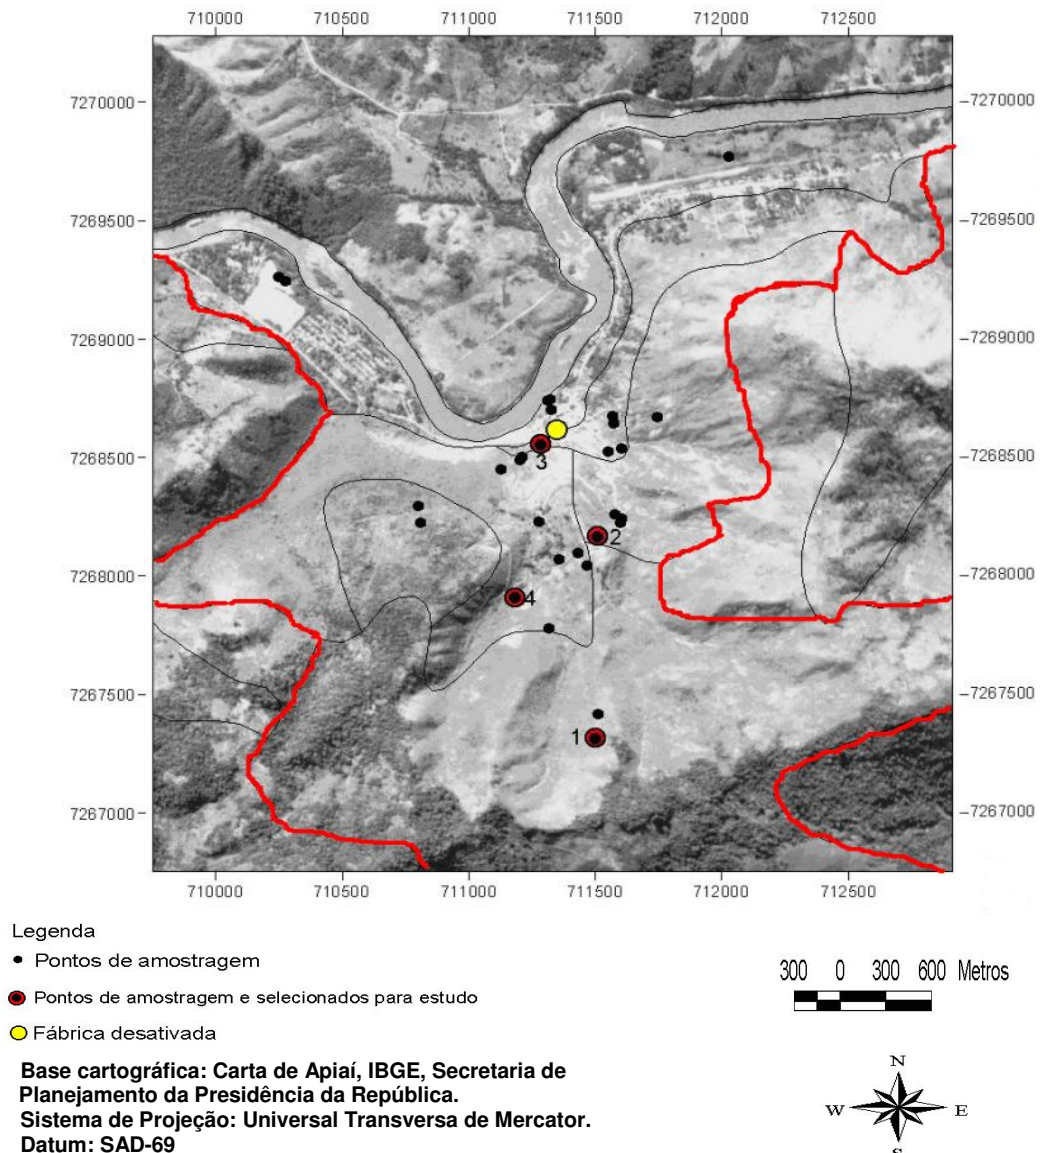 710000 710500 711000 711500 712000 712500
7270000 7270000
7269500 7269500
7269000 7269000
7268500 7268500
3
2
7268000 7268000
4
7267500 7267500
1
7267000 7267000
710000 710500 711000 711500 712000 712500
Legenda
Pontos de amostragem
Pontos de amostragem e selecionados para estudo
Fábrica desativada
300 0 300 600 Metros
Base cartográfica: Carta de Apiaí, IBGE, Secretaria de
Planejamento da Presidência da República.
Sistema de Projeção: Universal Transversa de Mercator.
Datum: SAD-69
N
W E
S